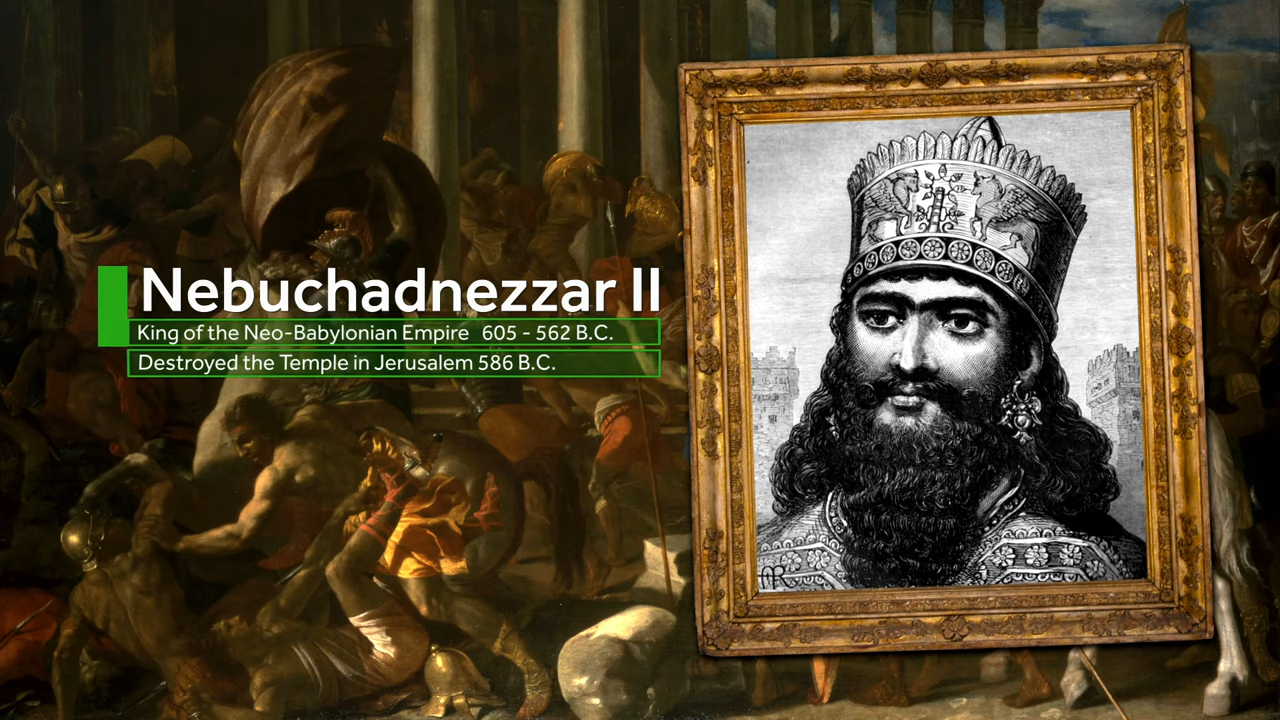 Nebuchadnezzar II
King of the Neo-Babylonian Empire 605 - 562 B.C.
Destroyed the Temple in Jerusalem 586 B.C.